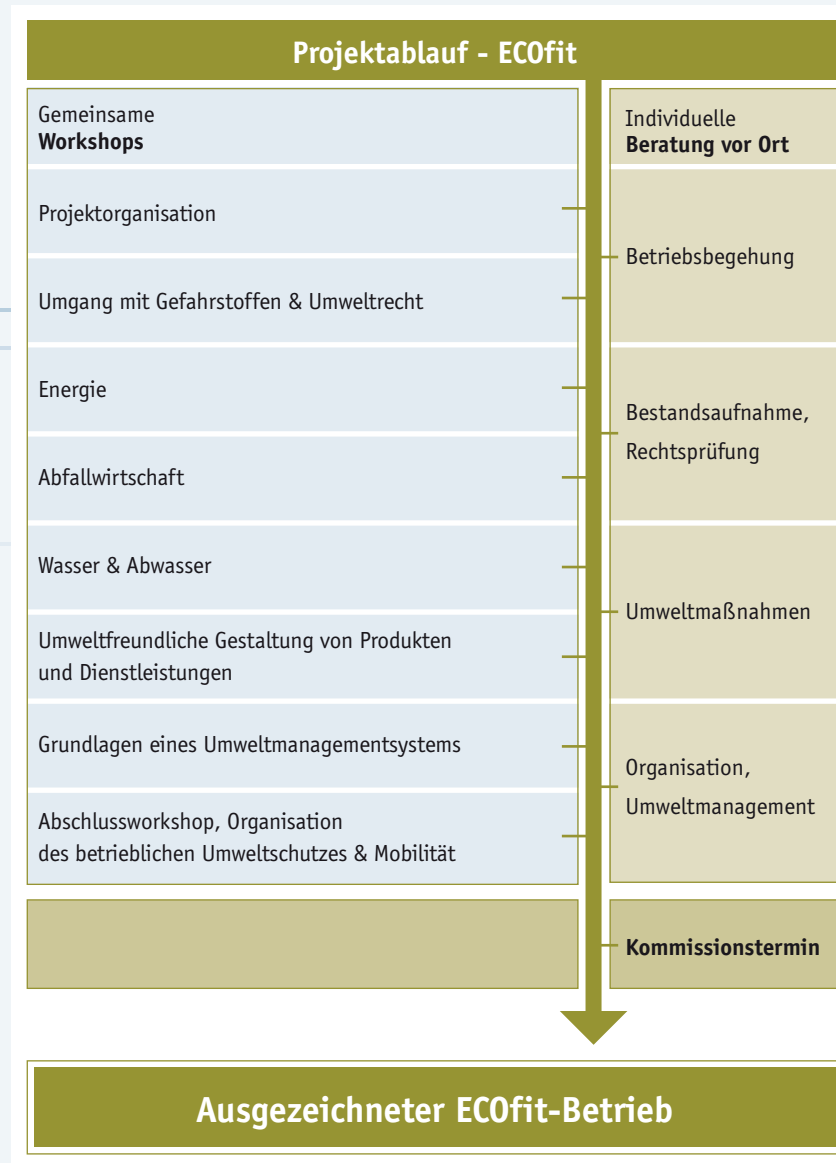 Projektablauf - ECOfit
Gemeinsame
Workshops
Projektorganisation
Umgang mit Gefahrstoffen & Umweltrecht
Energie
Abfallwirtschaft
Wasser & Abwasser
Umweltfreundliche Gestaltung von Produkten
und Dienstleistungen
Grundlagen eines Umweltmanagementsystems
Abschlussworkshop, Organisation
des betrieblichen Umweltschutzes & Mobilität
Individuelle
Beratung vor Ort
Betriebsbegehung
Bestandsaufnahme,
Rechtsprüfung
Umweltmaßnahmen
Organisation,
Umweltmanagement
Kommissionstermin
Ausgezeichneter ECOfit-Betrieb